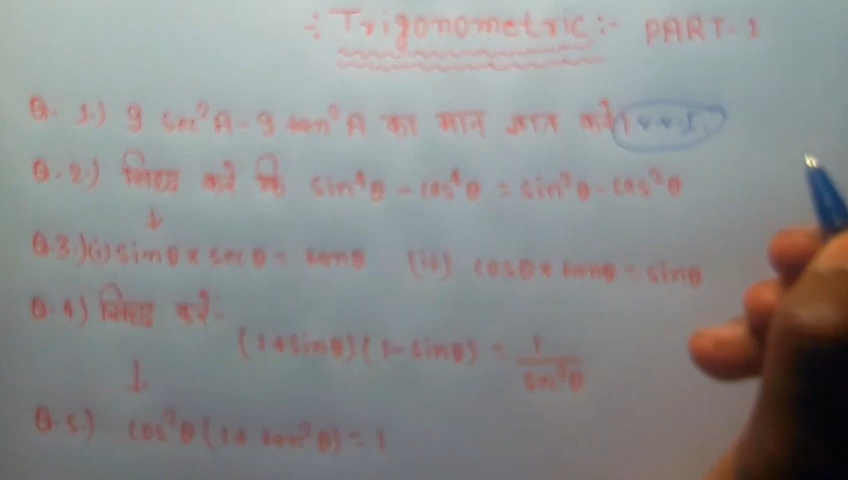 -: Trigonometric :- PART-1
Q. 1.) 9 sec²A - 9 tan²A का मान ज्ञात करें। V.V.I.
Q.2.) सिद्ध करें कि sin⁴θ - cos⁴θ = sin²θ - cos²θ
↓
Q.3.)(i) sinθ × secθ = tanθ (ii) cosθ × tanθ = sinθ
Q.4) सिद्ध करें:-
(1+sinθ)(1-sinθ) = 1/
↓
Q.5.) cos²θ(1+ tan²θ) = 1